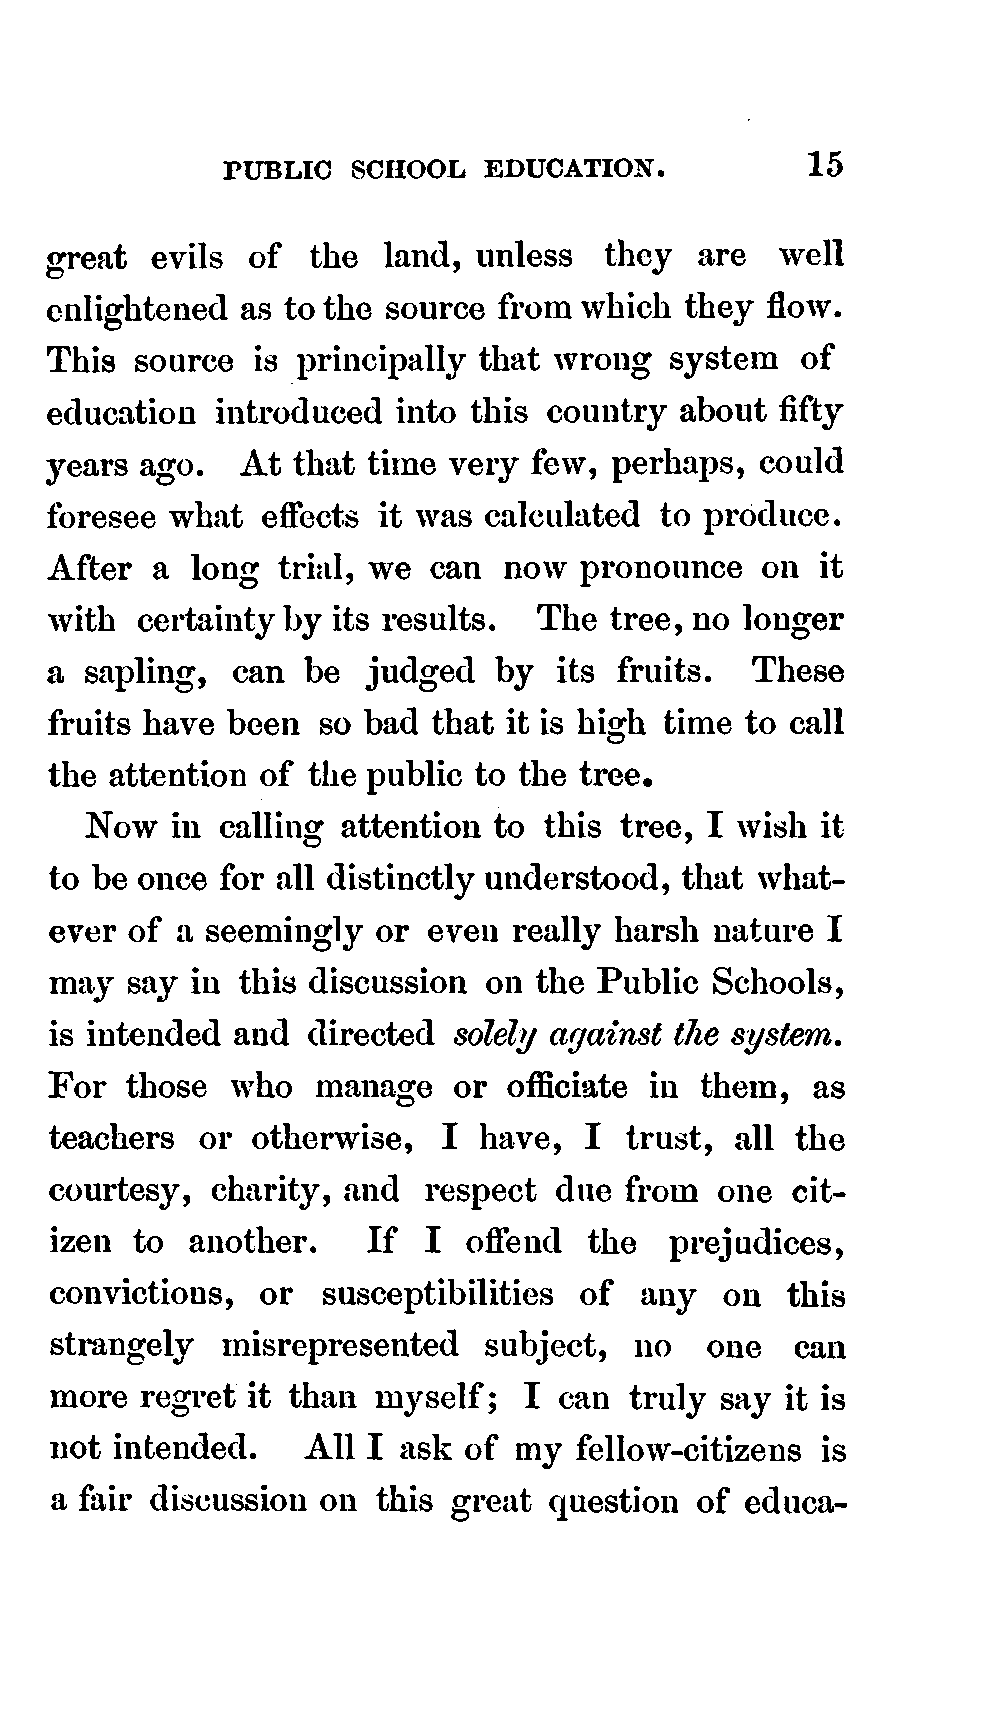 PUBLIC SCHOOL EDUCATION. 15
great evils of the land, unless they are well
enlightened as to the source from which they flow.
This source is principally that wrong system of
education introduced into this country about fifty
years ago. At that time very few, perhaps, could
foresee what effects it was calculated to produce.
After a long trial, we can now pronounce on it
with certainty by its results. The tree, no longer
a sapling, can be judged by its fruits. These
fruits have been so bad that it is high time to call
the attention of the public to the tree.
Now in calling attention to this tree, I wish it
to be once for all distinctly understood, that what-
ever of a seemingly or even really harsh nature I
may say in this discussion on the Public Schools,
is intended and directed solely against the system.
For those who manage or officiate in them, as
teachers or otherwise, I have, I trust, all the
courtesy, charity, and respect due from one cit-
izen to another. If I offend the prejudices,
convictions, or susceptibilities of any on this
strangely misrepresented subject, no one can
more regret it than myself; I can truly say it is
not intended. All I ask of my fellow-citizens is
a fair discussion on this great question of educa-